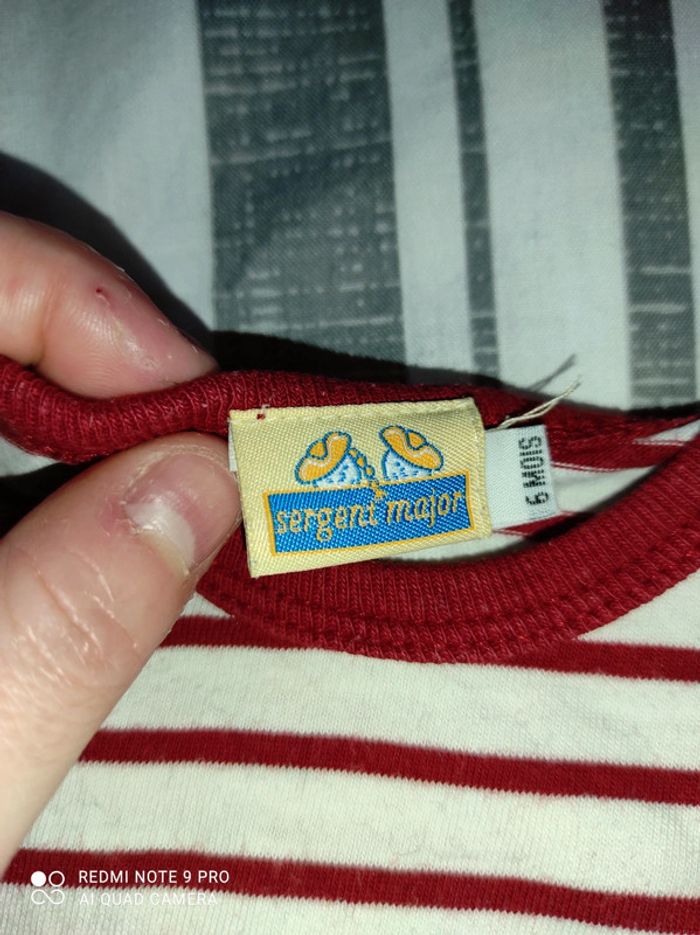 sergent major
6 MOIS
REDMI NOTE 9 PRO
AI QUAD CAMERA